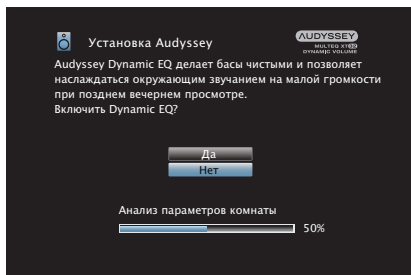 Установка Audyssey
AUDYSSEY
MULTEQ XT32
DYNAMIC VOLUME
Audyssey Dynamic EQ делает басы чистыми и позволяет
наслаждаться окружающим звучанием на малой громкости
при позднем вечернем просмотре.
Включить Dynamic EQ?
Да
Нет
Анализ параметров комнаты
50%